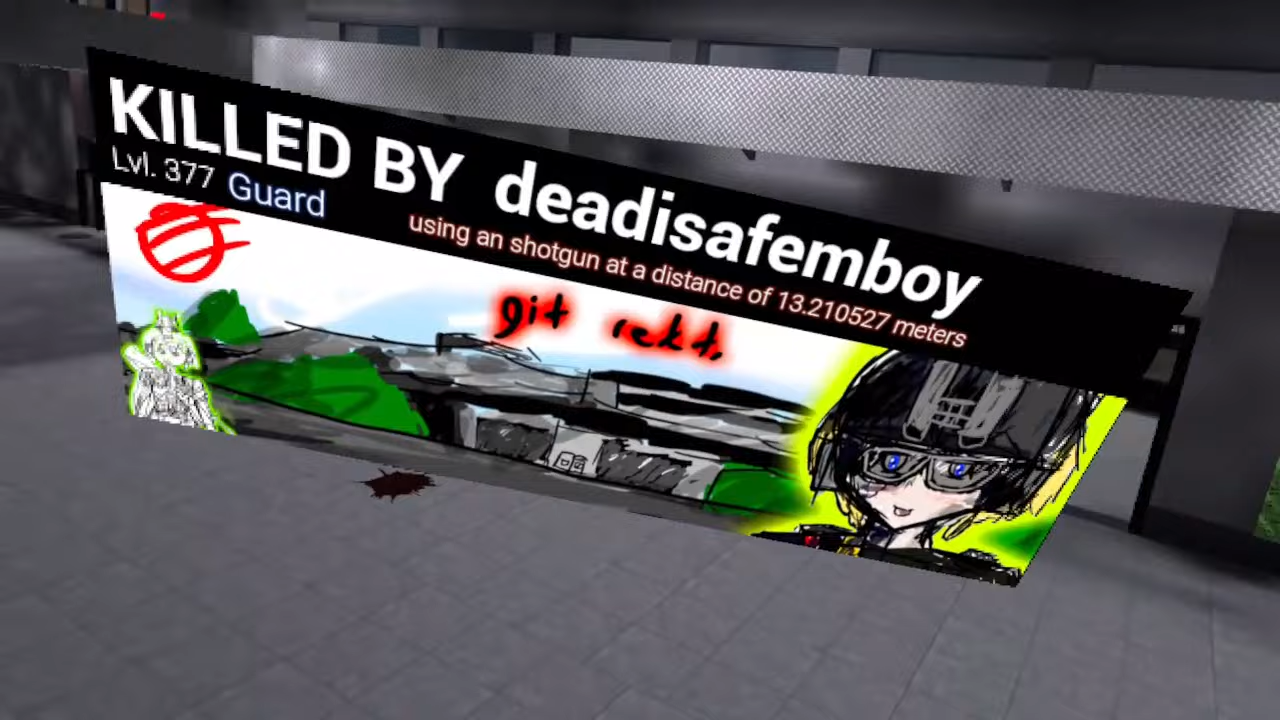 KILLED BY deadisafemboy
Lvl. 377 Guard
using an shotgun at a distance of 13.210527 meters
git rekt,